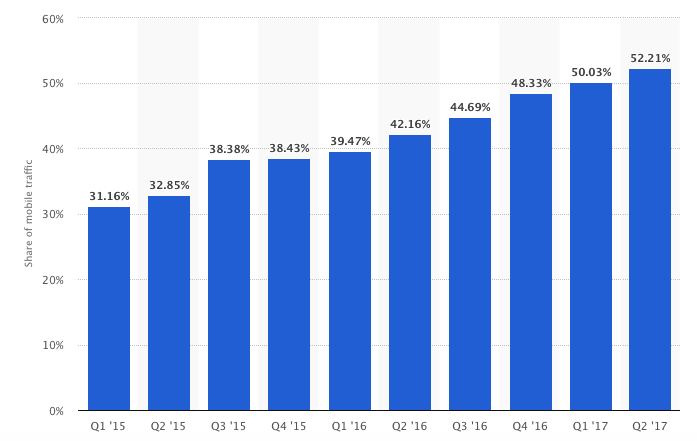 60%
50%
40%
30%
20%
10%
0%
Share of mobile traffic
31.16%
32.85%
38.38%
38.43%
39.47%
42.16%
44.69%
48.33%
50.03%
52.21%
Q1 '15
Q2 '15
Q3 '15
Q4 '15
Q1 '16
Q2 '16
Q3 '16
Q4 '16
Q1 '17
Q2 '17